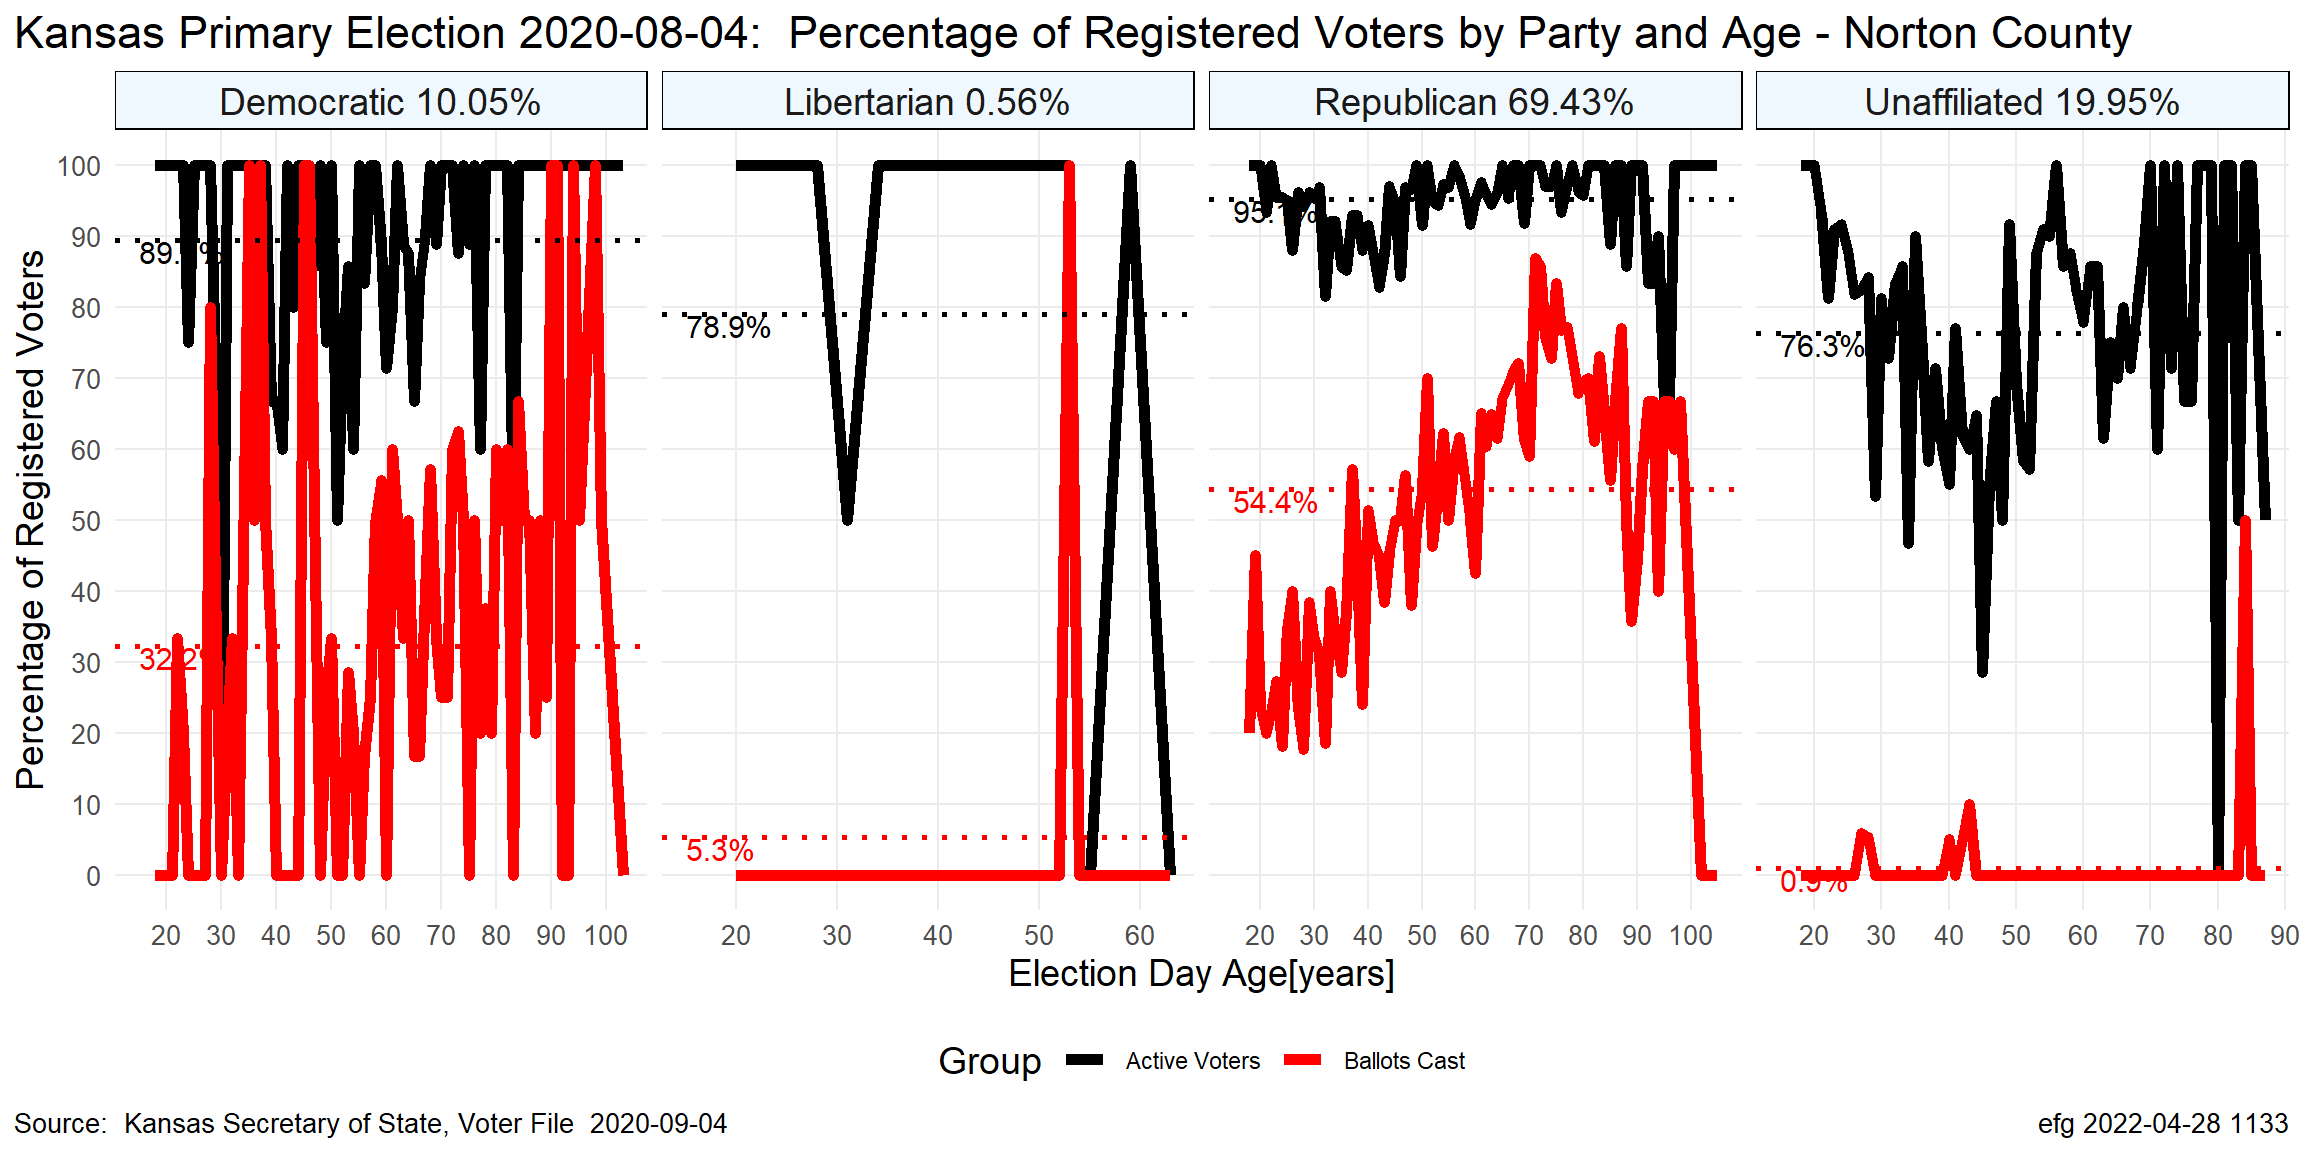 Kansas Primary Election 2020-08-04:  Percentage of Registered Voters by Party and Age - Norton County
Democratic 10.05%
Libertarian 0.56%
Republican 69.43%
Unaffiliated 19.95%
Percentage of Registered Voters
100
90
80
70
60
50
40
30
20
10
0
78.9%
5.3%
54.4%
76.3%
0.9%
20 30 40 50 60 70 80 90 100
20 30 40 50 60
20 30 40 50 60 70 80 90 100
20 30 40 50 60 70 80 90
Election Day Age[years]
Group Active Voters Ballots Cast
Source:  Kansas Secretary of State, Voter File  2020-09-04
efg 2022-04-28 1133